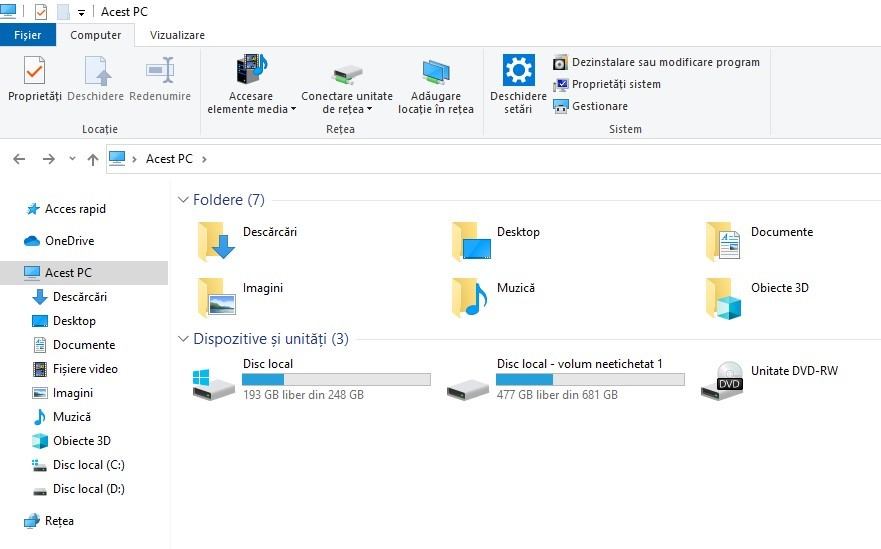 Acest PC
Fișier Computer Vizualizare
Proprietăți Deschidere Redenumire
Accesare elemente media
Conectare unitate de rețea
Adăugare locație în rețea
Deschidere setări
Dezinstalare sau modificare program
Proprietăți sistem
Gestionare
Locație Rețea Sistem
Acest PC
Acces rapid
OneDrive
Acest PC
Descărcări
Desktop
Documente
Fișiere video
Imagini
Muzică
Obiecte 3D
Disc local (C:)
Disc local (D:)
Rețea
Foldere (7)
Descărcări
Desktop
Documente
Imagini
Muzică
Obiecte 3D
Dispozitive și unități (3)
Disc local
193 GB liber din 248 GB
Disc local - volum neetichetat 1
477 GB liber din 681 GB
DVD
Unitate DVD-RW